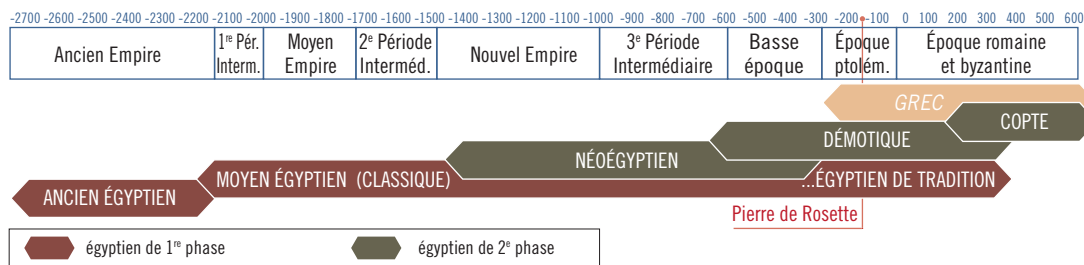 -2700 -2600 -2500 -2400 -2300 -2200 -2100 -2000 -1900 -1800 -1700 -1600 -1500 -1400 -1300 -1200 -1100 -1000 -900 -800 -700 -600 -500 -400 -300 -200 -100 0 100 200 300 400 500 600
Ancien Empire
1re Pér.
Interm.
Moyen
Empire
2e Période
Interméd.
Nouvel Empire
3e Période
Intermédiaire
Basse
époque
Époque
ptolém.
Époque romaine
et byzantine
GREC
COPTE
DÉMOTIQUE
NÉOÉGYPTIEN
MOYEN ÉGYPTIEN (CLASSIQUE)
...ÉGYPTIEN DE TRADITION
ANCIEN ÉGYPTIEN
Pierre de Rosette
égyptien de 1re phase
égyptien de 2e phase